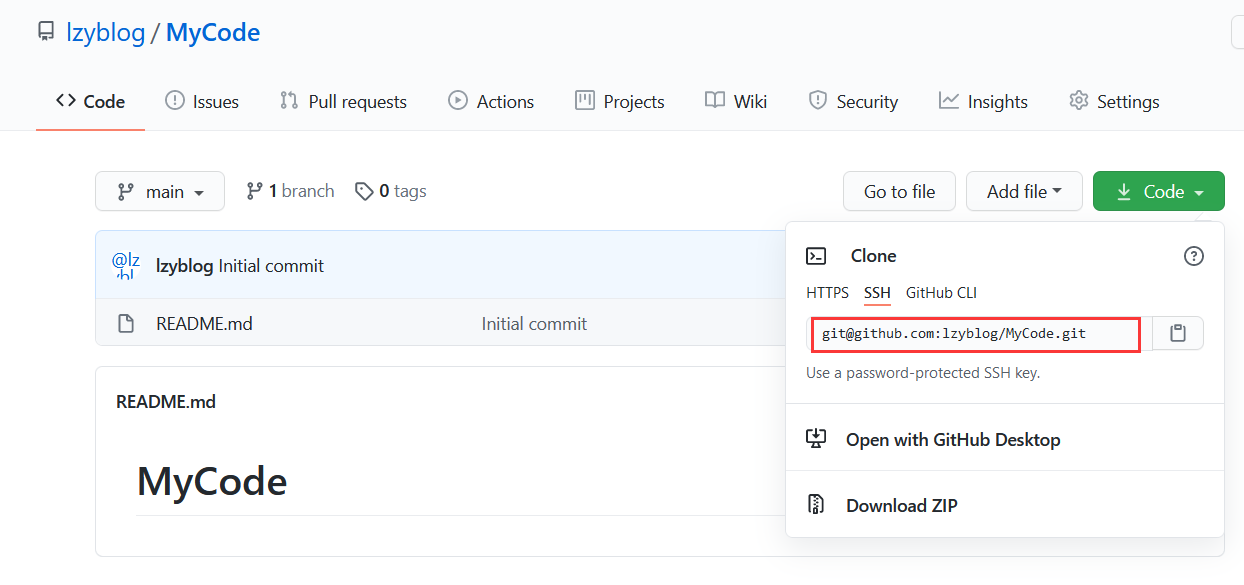 lzyblog / MyCode
Code Issues Pull requests Actions Projects Wiki Security Insights Settings
main 1 branch 0 tags Go to file Add file Code
@lz
bl
lzyblog Initial commit
README.md Initial commit
README.md
MyCode
Clone
HTTPS SSH GitHub CLI
git@github.com:lzyblog/MyCode.git
Use a password-protected SSH key.
Open with GitHub Desktop
Download ZIP